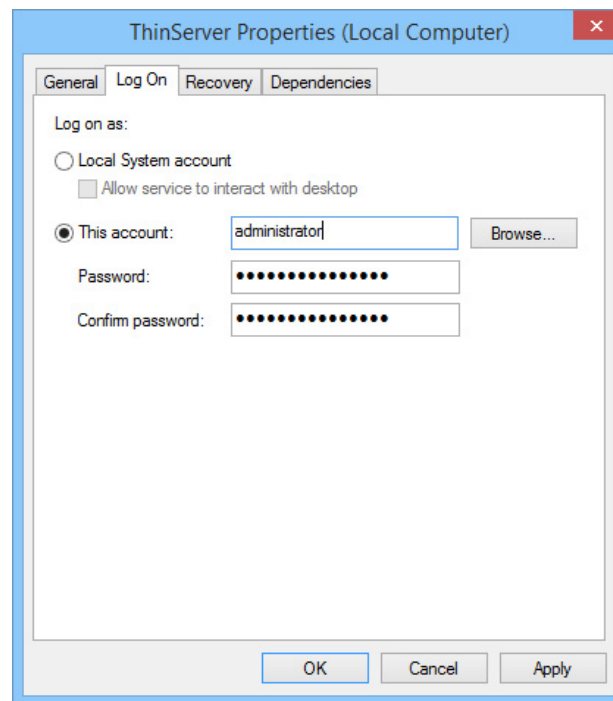 ThinServer Properties (Local Computer)
General Log On Recovery Dependencies
Log on as:
Local System account
Allow service to interact with desktop
This account: administrator Browse...
Password: •••••••••••••••
Confirm password: •••••••••••••••
OK Cancel Apply